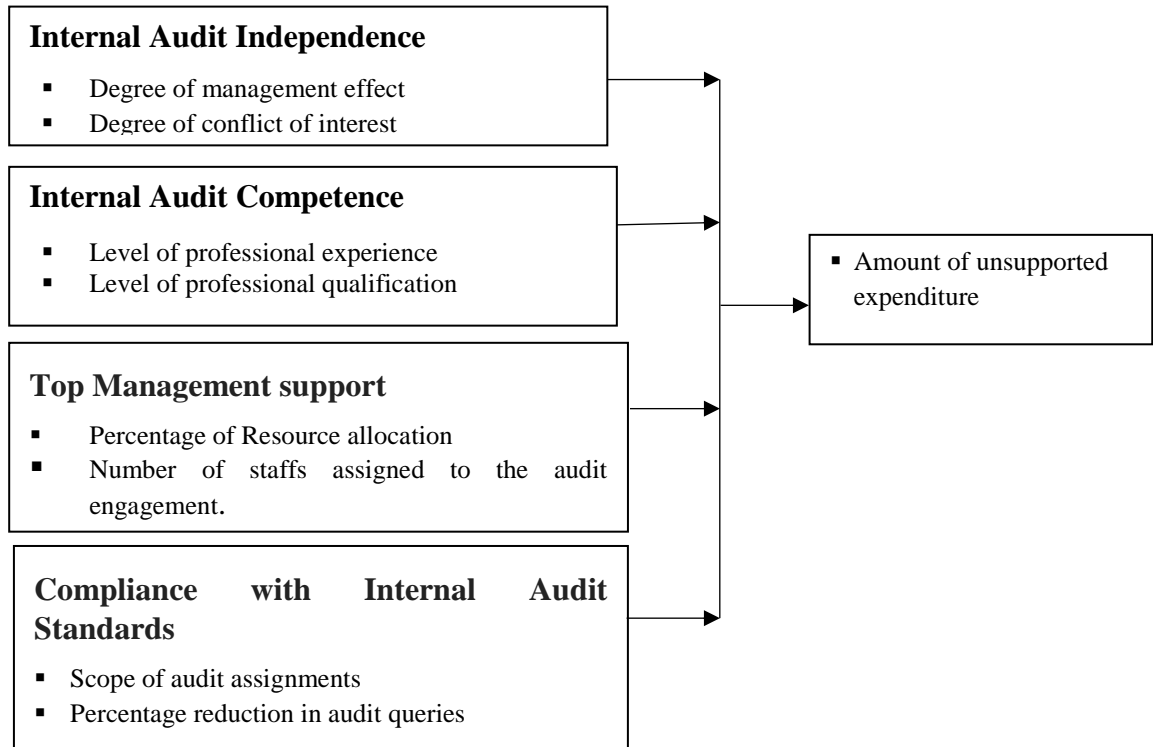 Internal Audit Independence
▪ Degree of management effect
▪ Degree of conflict of interest
Internal Audit Competence
▪ Level of professional experience
▪ Level of professional qualification
▪ Amount of unsupported
expenditure
Top Management support
▪ Percentage of Resource allocation
▪ Number of staffs assigned to the audit
engagement.
Compliance with Internal Audit
Standards
▪ Scope of audit assignments
▪ Percentage reduction in audit queries